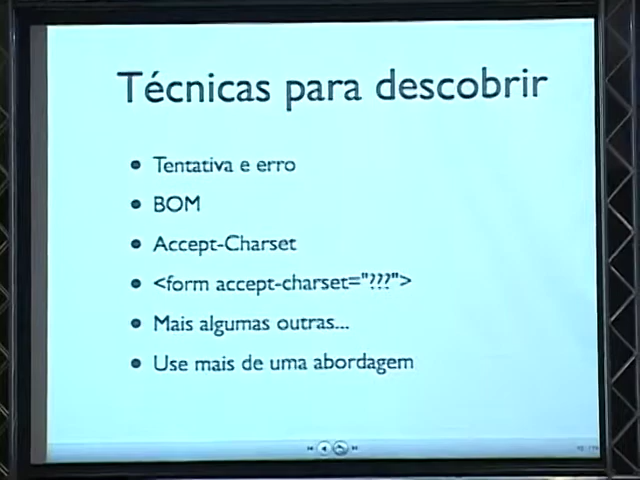 Técnicas para descobrir
Tentativa e erro
BOM
Accept-Charset
<form accept-charset="???">
Mais algumas outras...
Use mais de uma abordagem